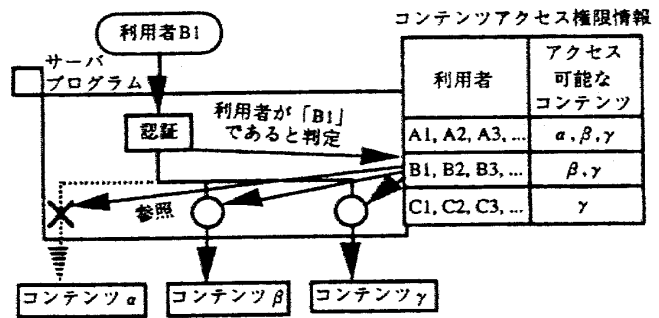 コンテンツアクセス権限情報
利用者B1
サーバ
プログラム
認証
利用者が「B1」
であると判定
利用者
アクセス
可能な
コンテンツ
A1, A2, A3, ...
α, β, γ
B1, B2, B3, ...
β, γ
C1, C2, C3, ...
γ
参照
コンテンツα
コンテンツβ
コンテンツγ